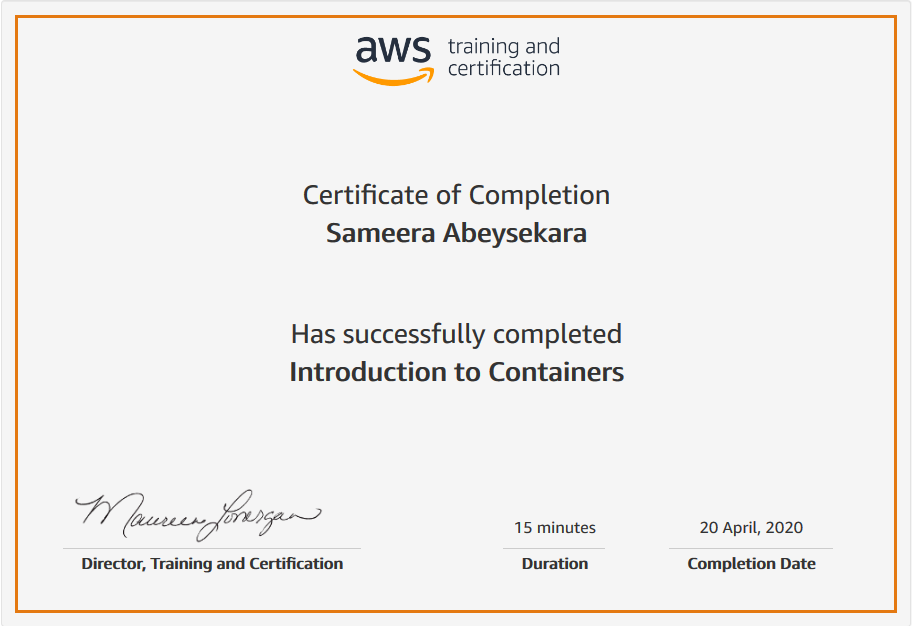 aws training and
certification
Certificate of Completion
Sameera Abeysekara
Has successfully completed
Introduction to Containers
Maureen Lonergan
15 minutes
20 April, 2020
Director, Training and Certification
Duration
Completion Date